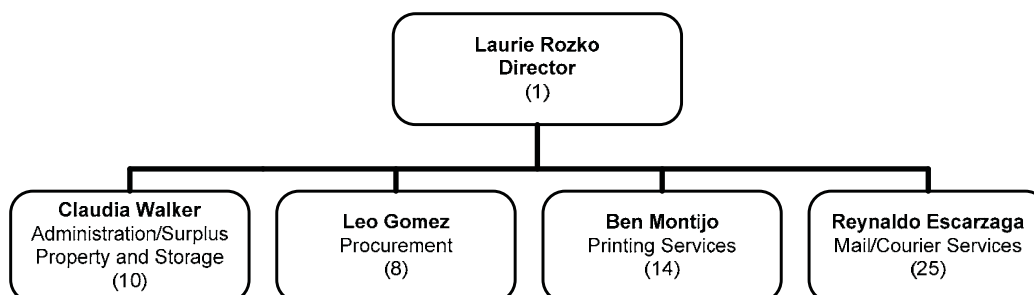 Laurie Rozko
Director
(1)
Claudia Walker
Administration/Surplus
Property and Storage
(10)
Leo Gomez
Procurement
(8)
Ben Montijo
Printing Services
(14)
Reynaldo Escarzaga
Mail/Courier Services
(25)